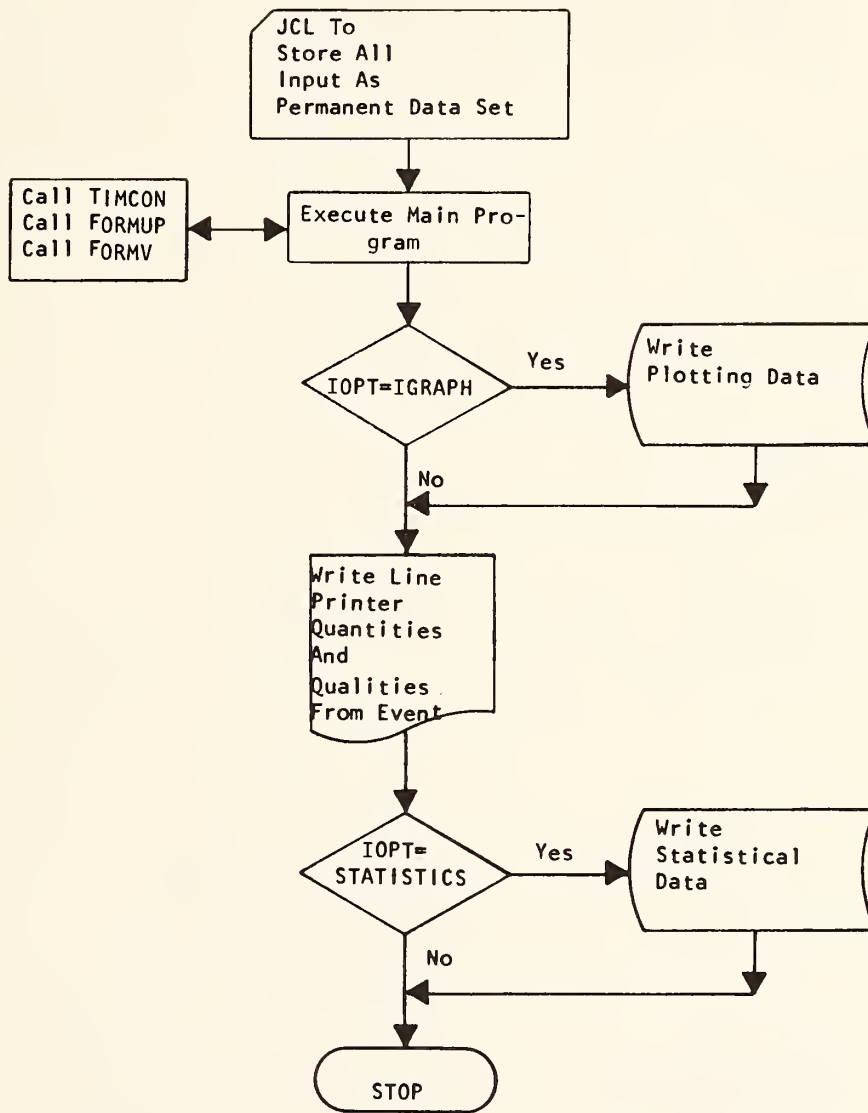 JCL To
Store All
Input As
Permanent Data Set
Call TIMCON
Call FORMUP
Call FORMV
Execute Main Pro-
gram
IOPT=IGRAPH
Yes
Write
Plotting Data
No
Write Line
Printer
Quantities
And
Qualities
From Event
IOPT=
STATISTICS
Yes
Write
Statistical
Data
No
STOP